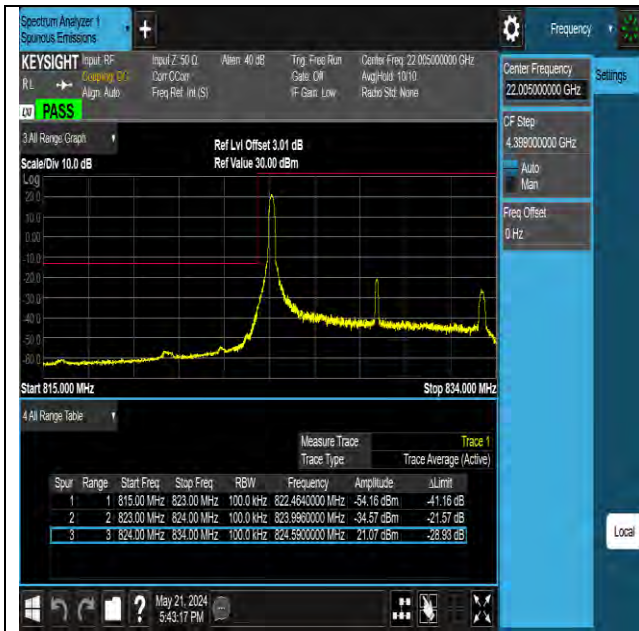 Spectrum Analyzer 1
Spurious Emissions
Frequency
KEYSIGHT Input: RF Input Z: 50 Ω Atten: 40 dB Trig: Free Run Center Freq: 22.005000000 GHz
RL Coupling: DC Corr CCorr Gate: Off Avg|Hold: 10/10
Align: Auto Freq Ref: Int (S) IF Gain: Low Radio Std: None
PASS
Center Frequency
22.005000000 GHz
Settings
CF Step
4.399000000 GHz
Auto
Man
Freq Offset
0 Hz
3 All Range Graph
Ref Lvl Offset 3.01 dB
Scale/Div 10.0 dB Ref Value 30.00 dBm
Log
20.0
10.0
0.00
-10.0
-20.0
-30.0
-40.0
-50.0
-60.0
Start 815.000 MHz Stop 834.000 MHz
4 All Range Table
Measure Trace Trace 1
Trace Type Trace Average (Active)
Spur Range Start Freq Stop Freq RBW Frequency Amplitude ΔLimit
1 1 815.00 MHz 823.00 MHz 100.0 kHz 822.4640000 MHz -54.16 dBm -41.16 dB
2 2 823.00 MHz 824.00 MHz 100.0 kHz 823.9960000 MHz -34.57 dBm -21.57 dB
3 3 824.00 MHz 834.00 MHz 100.0 kHz 824.5900000 MHz 21.07 dBm -28.93 dB
Local
May 21, 2024
5:43:17 PM